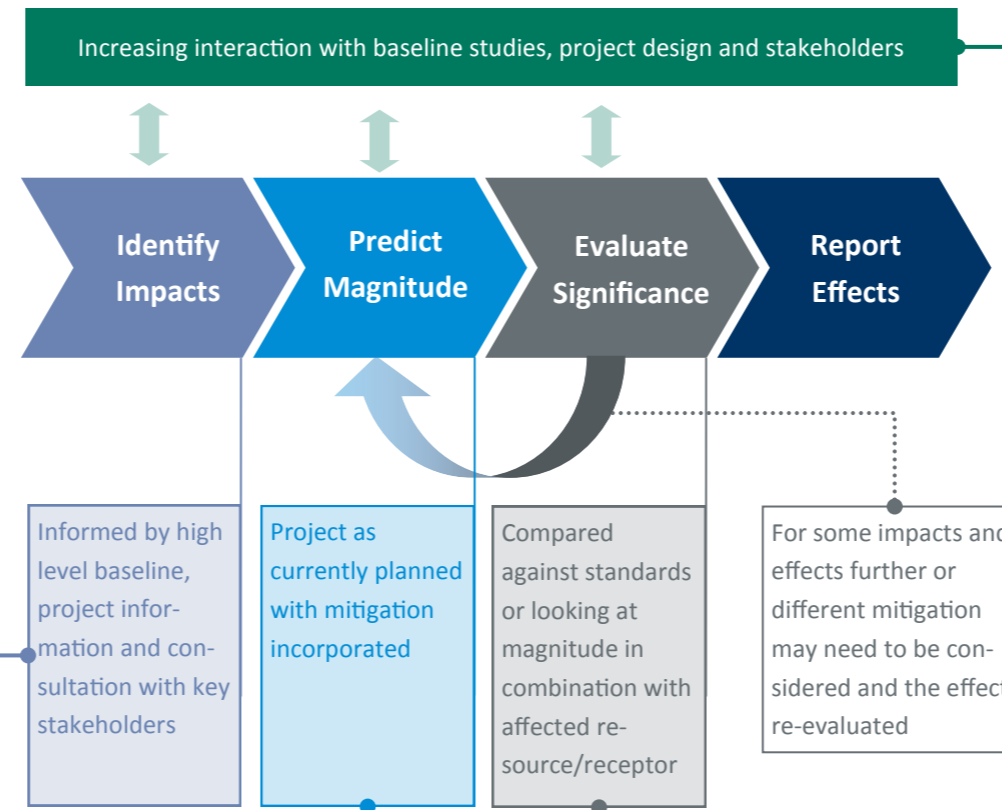 Increasing interaction with baseline studies, project design and stakeholders
Identify
Impacts
Predict
Magnitude
Evaluate
Significance
Report
Effects
Informed by high
level baseline,
project infor-
mation and con-
sultation with key
stakeholders
Project as
currently planned
with mitigation
incorporated
Compared
against standards
or looking at
magnitude in
combination with
affected re-
source/receptor
For some impacts and
effects further or
different mitigation
may need to be con-
sidered and the effect
re-evaluated